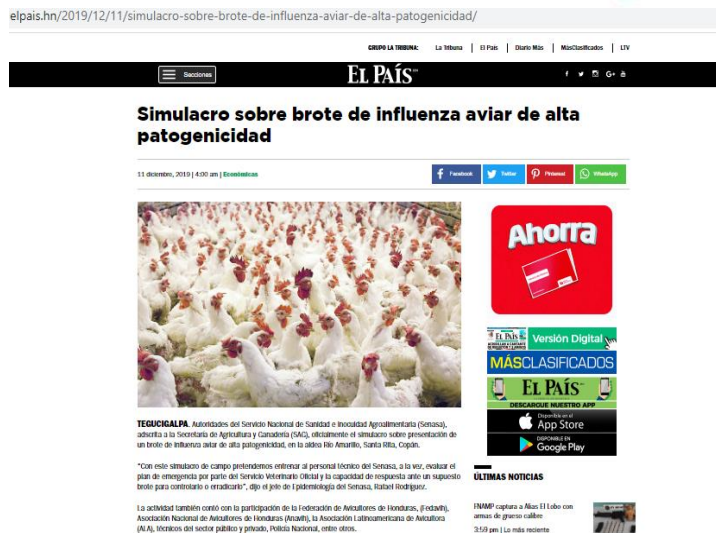 elpais.hn/2019/12/11/simulacro-sobre-brote-de-influenza-aviar-de-alta-patogenicidad/
GRUPO LA TRIBUNA: La Tribuna | El País | Diario Más | MásClasificados | LTV
Secciones
EL PAÍS
Simulacro sobre brote de influenza aviar de alta
patogenicidad
11 diciembre, 2019 | 4:00 am | Económicas
Facebook
Twitter
Pinterest
WhatsApp
Ahorra
EL PAÍS
Versión Digital
MÁSCLASIFICADOS
EL PAÍS
DESCARGUE NUESTRO APP
Disponible en el
App Store
DISPONIBLE EN
Google Play
TEGUCIGALPA. Autoridades del Servicio Nacional de Sanidad e Inocuidad Agroalimentaria (Senasa),
adscrita a la Secretaría de Agricultura y Ganadería (SAG), oficialmente el simulacro sobre presentación de
un brote de influenza aviar de alta patogenicidad, en la aldea Río Amarillo, Santa Rita, Copán.
"Con este simulacro de campo pretendemos entrenar al personal técnico del Senasa, a la vez, evaluar el
plan de emergencia por parte del Servicio Veterinario Oficial y la capacidad de respuesta ante un supuesto
brote para controlarlo o erradicarlo", dijo el jefe de Epidemiología del Senasa, Rafael Rodríguez.
La actividad también contó con la participación de la Federación de Avicultores de Honduras, (Fedavih),
Asociación Nacional de Avicultores de Honduras (Anavih), la Asociación Latinoamericana de Avicultora
(ALA), técnicos del sector público y privado, Policía Nacional, entre otros.
ÚLTIMAS NOTICIAS
FNAMP captura a Alias El Lobo con
armas de grueso calibre
3:59 pm | Lo más reciente